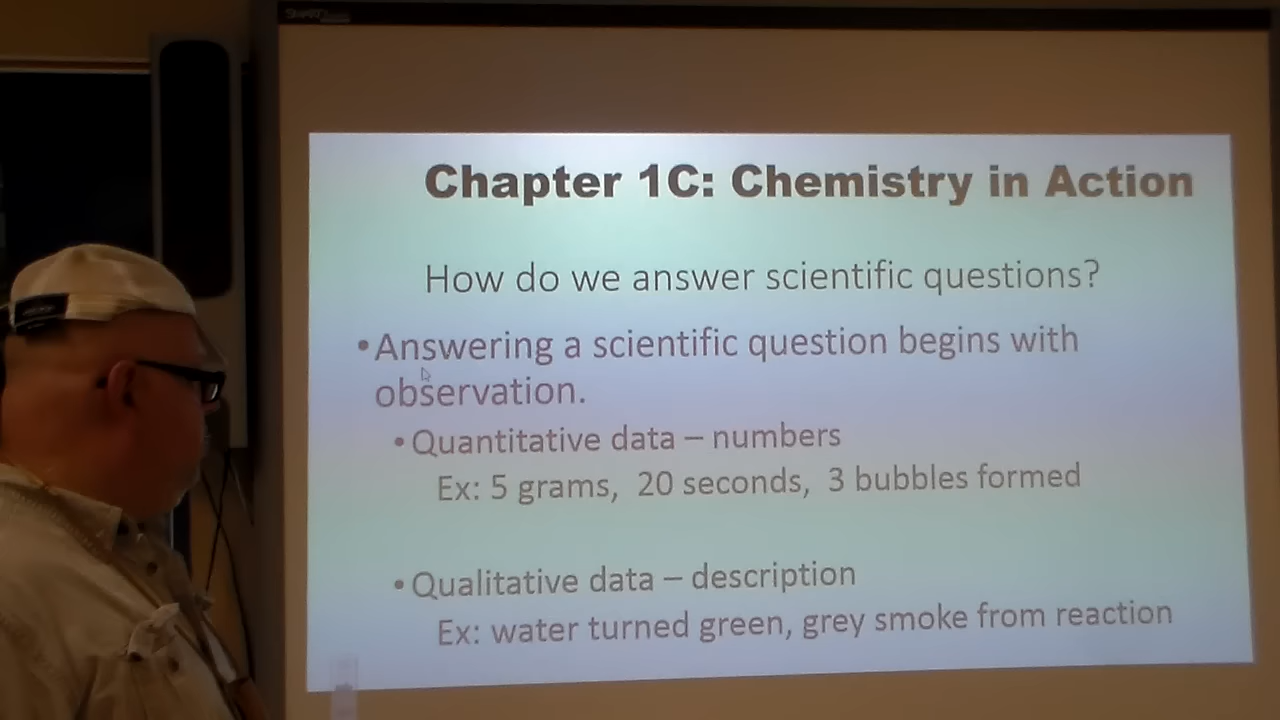 Chapter 1C: Chemistry in Action
How do we answer scientific questions?
•Answering a scientific question begins with
observation.
•Quantitative data – numbers
Ex: 5 grams, 20 seconds, 3 bubbles formed
•Qualitative data – description
Ex: water turned green, grey smoke from reaction